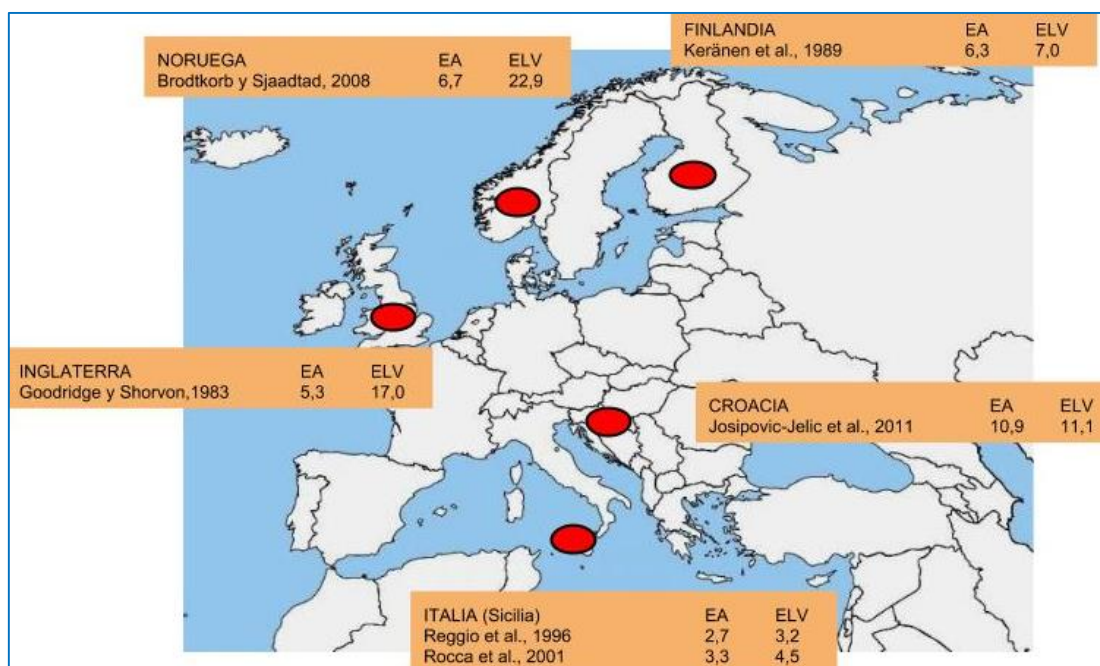 FINLANDIA EA ELV
Keränen et al., 1989 6,3 7,0
NORUEGA EA ELV
Brodtkorb y Sjaadtad, 2008 6,7 22,9
INGLATERRA EA ELV
Goodridge y Shorvon,1983 5,3 17,0
CROACIA EA ELV
Josipovic-Jelic et al., 2011 10,9 11,1
ITALIA (Sicilia) EA ELV
Reggio et al., 1996 2,7 3,2
Rocca et al., 2001 3,3 4,5